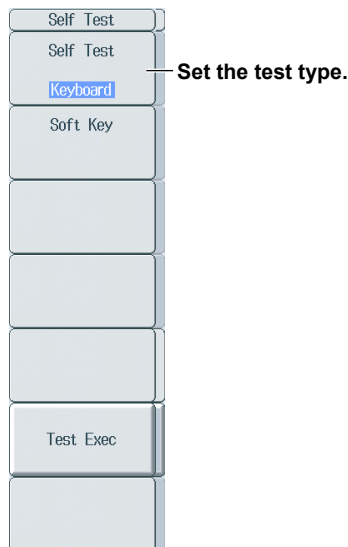 Self Test
Self Test
Keyboard
Set the test type.
Soft Key
Test Exec